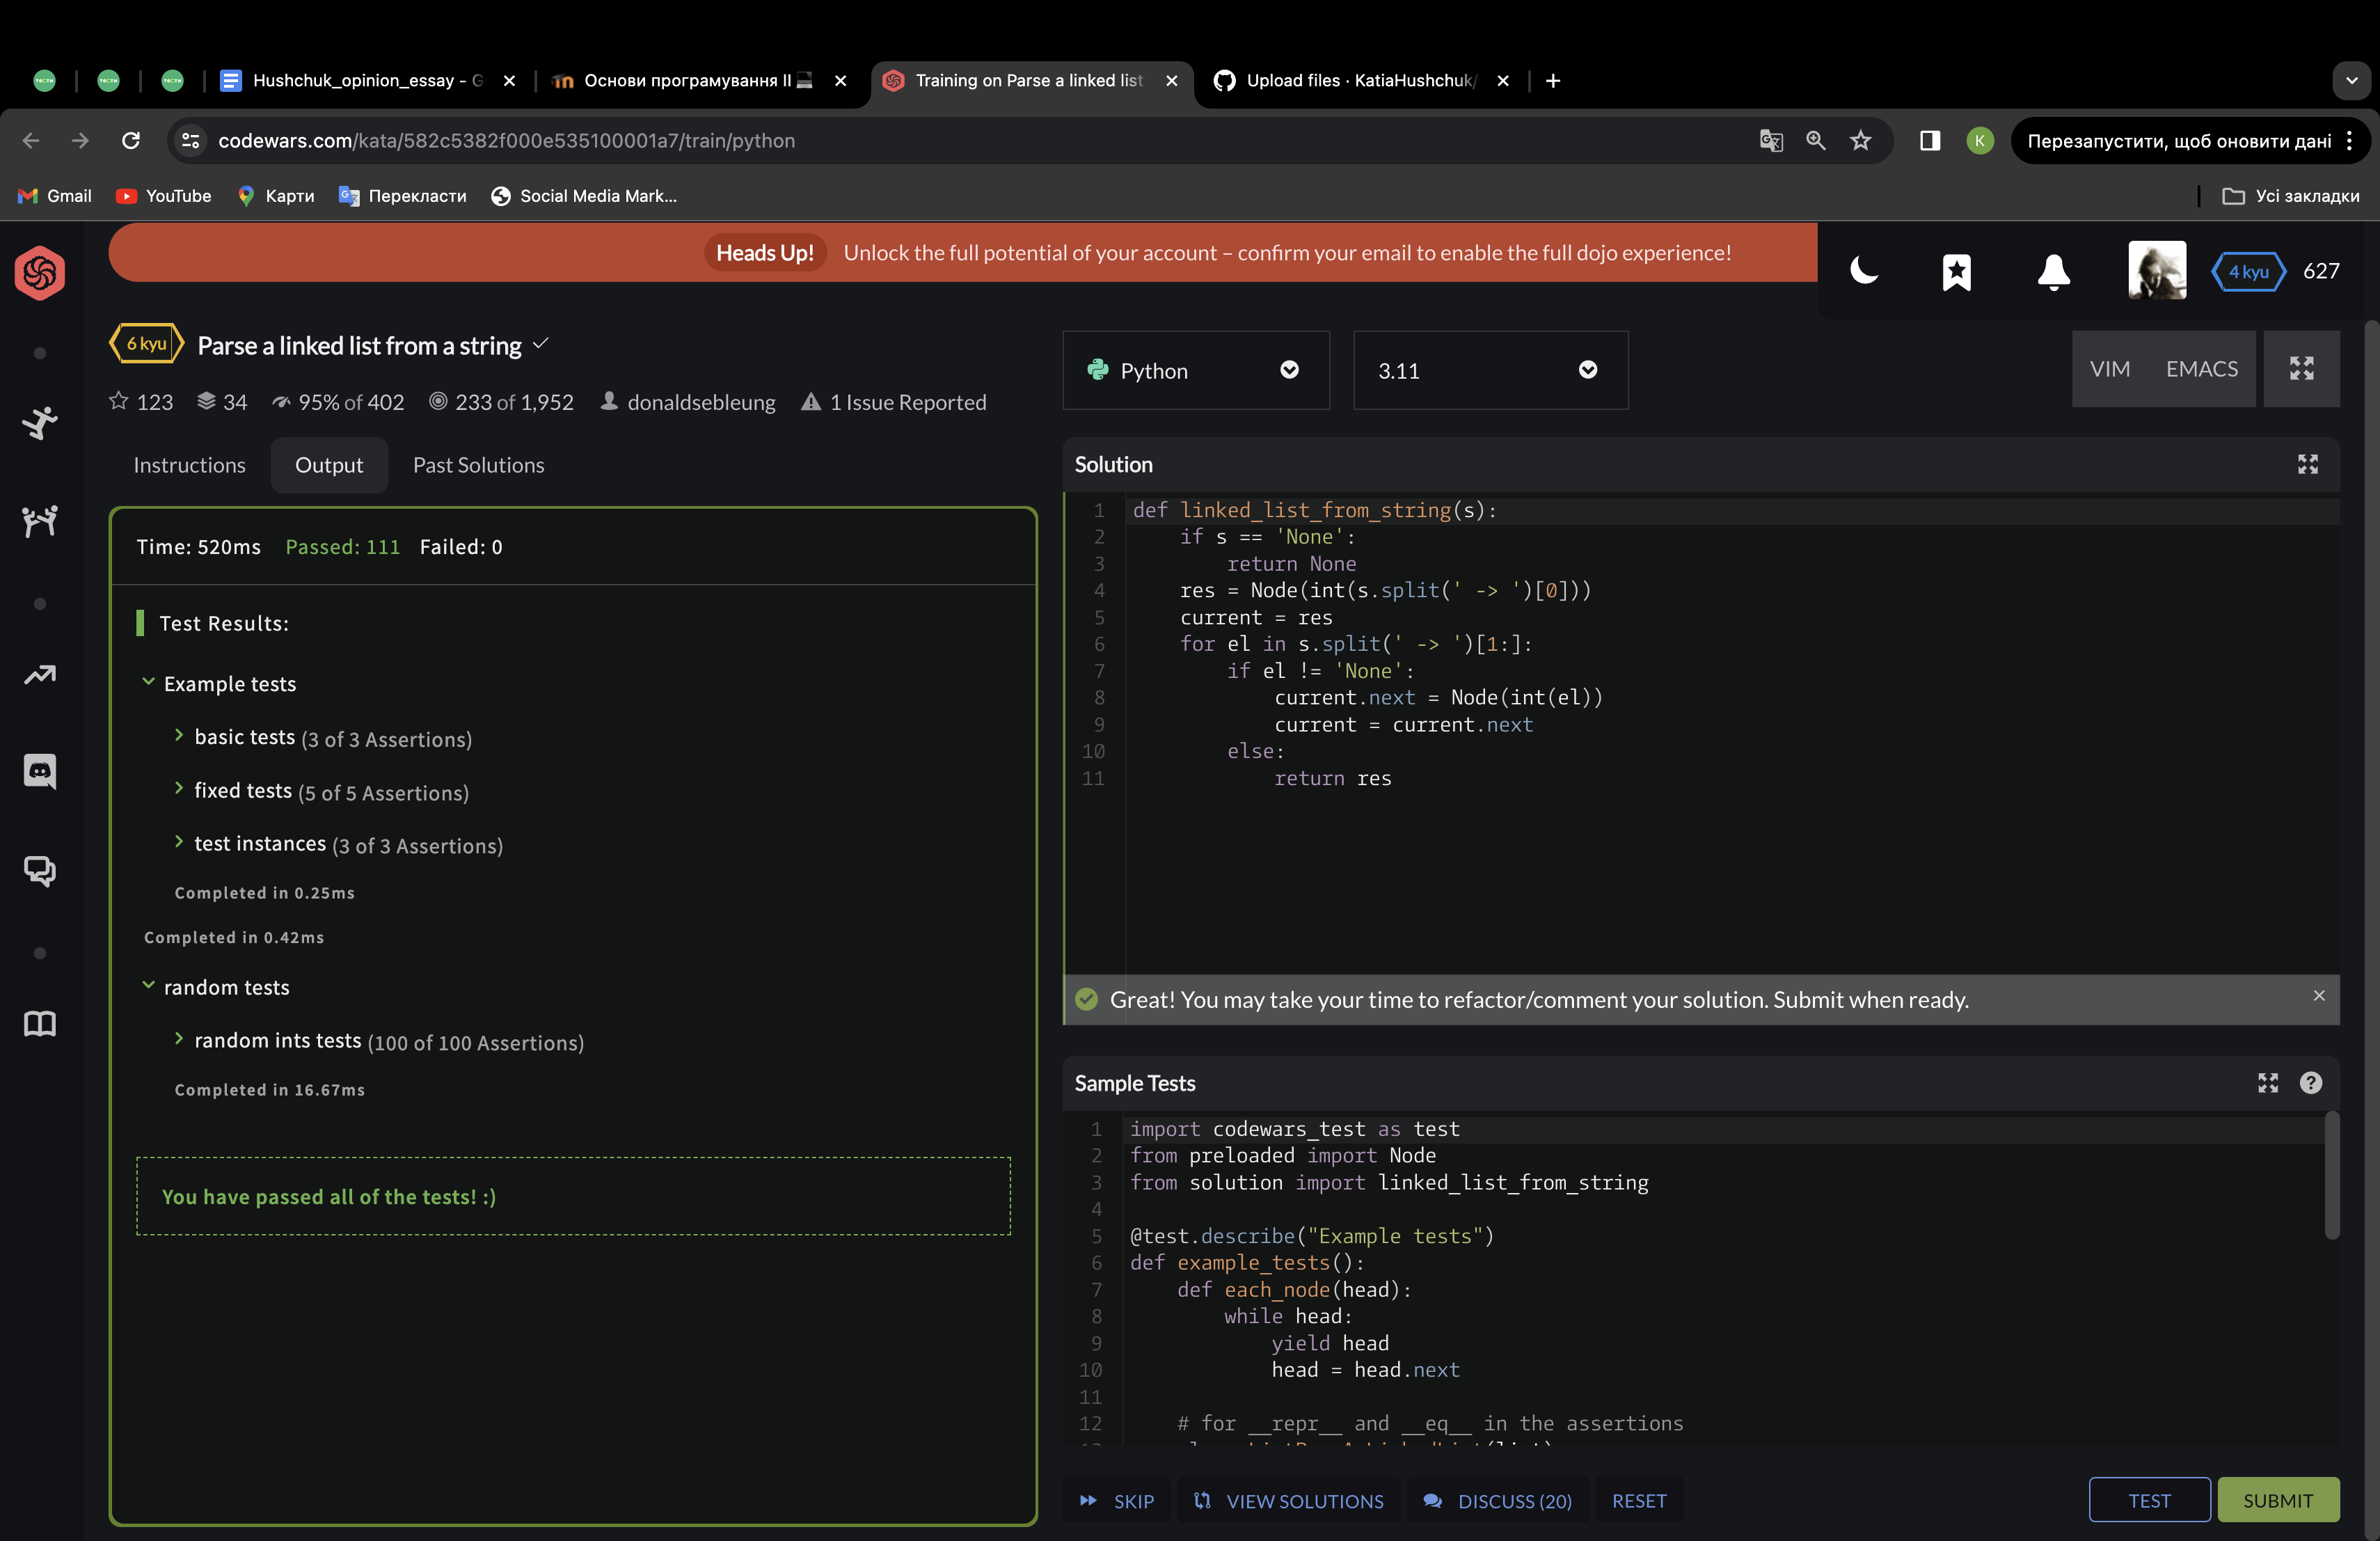 тести
тести
тести
Hushchuk_opinion_essay - G
Основи програмування II
Training on Parse a linked list
Upload files · KatiaHushchuk/
codewars.com/kata/582c5382f000e535100001a7/train/python
K
Перезапустити, щоб оновити дані
Gmail
YouTube
Карти
Перекласти
Social Media Mark...
Усі закладки
Heads Up! Unlock the full potential of your account – confirm your email to enable the full dojo experience!
4 kyu 627
6 kyu Parse a linked list from a string
123 34 95% of 402 233 of 1,952 donaldsebleung 1 Issue Reported
Instructions Output Past Solutions
Time: 520ms Passed: 111 Failed: 0
Test Results:
Example tests
basic tests (3 of 3 Assertions)
fixed tests (5 of 5 Assertions)
test instances (3 of 3 Assertions)
Completed in 0.25ms
Completed in 0.42ms
random tests
random ints tests (100 of 100 Assertions)
Completed in 16.67ms
You have passed all of the tests! :)
Python 3.11 VIM EMACS
Solution
1 def linked_list_from_string(s):
2 if s == 'None':
3 return None
4 res = Node(int(s.split(' -> ')[0]))
5 current = res
6 for el in s.split(' -> ')[1:]:
7 if el != 'None':
8 current.next = Node(int(el))
9 current = current.next
10 else:
11 return res
Great! You may take your time to refactor/comment your solution. Submit when ready.
Sample Tests
1 import codewars_test as test
2 from preloaded import Node
3 from solution import linked_list_from_string
4
5 @test.describe("Example tests")
6 def example_tests():
7 def each_node(head):
8 while head:
9 yield head
10 head = head.next
11
12 # for __repr__ and __eq__ in the assertions
SKIP VIEW SOLUTIONS DISCUSS (20) RESET TEST SUBMIT